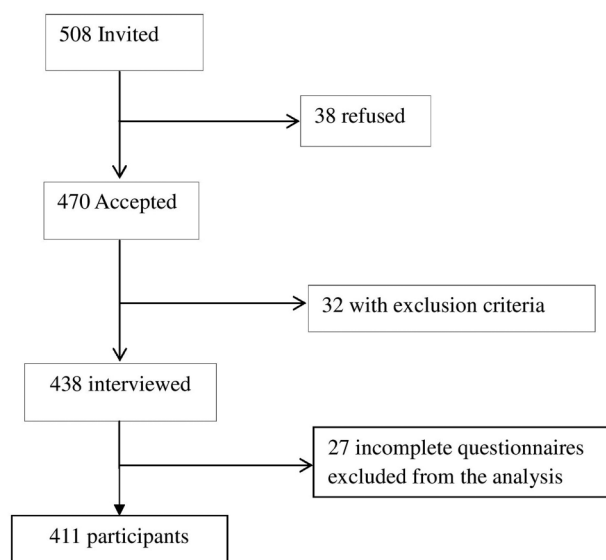 508 Invited
38 refused
470 Accepted
32 with exclusion criteria
438 interviewed
27 incomplete questionnaires
excluded from the analysis
411 participants